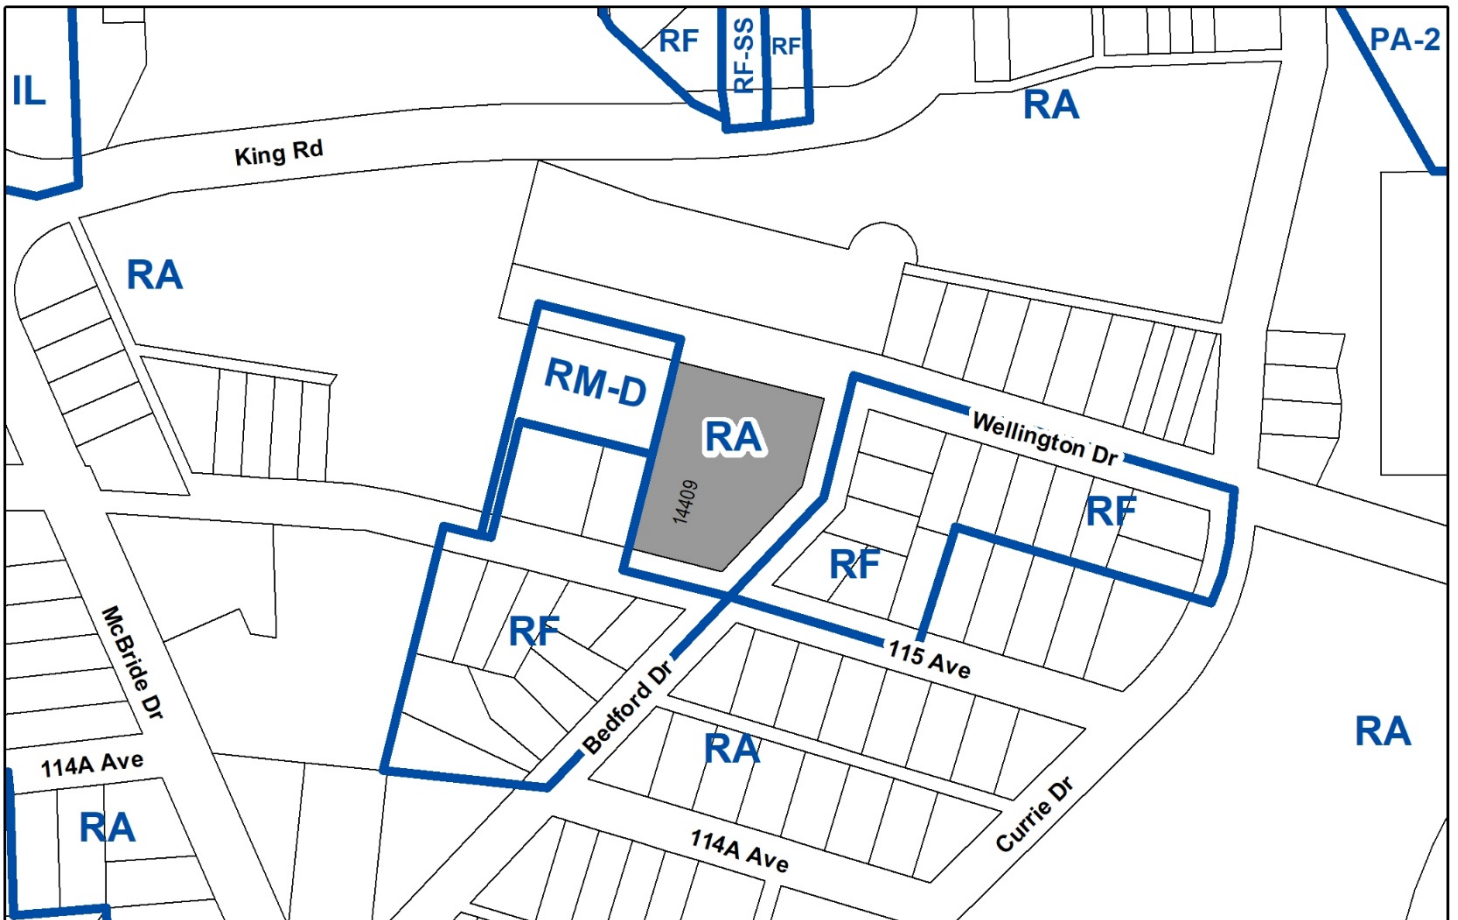 RF
RF-SS
RF
PA-2
IL
RA
King Rd
RA
RM-D
RA
14409
Wellington Dr
RF
RF
RF
McBride Dr
115 Ave
Bedford Dr
RA
RA
114A Ave
RA
Currie Dr
114A Ave